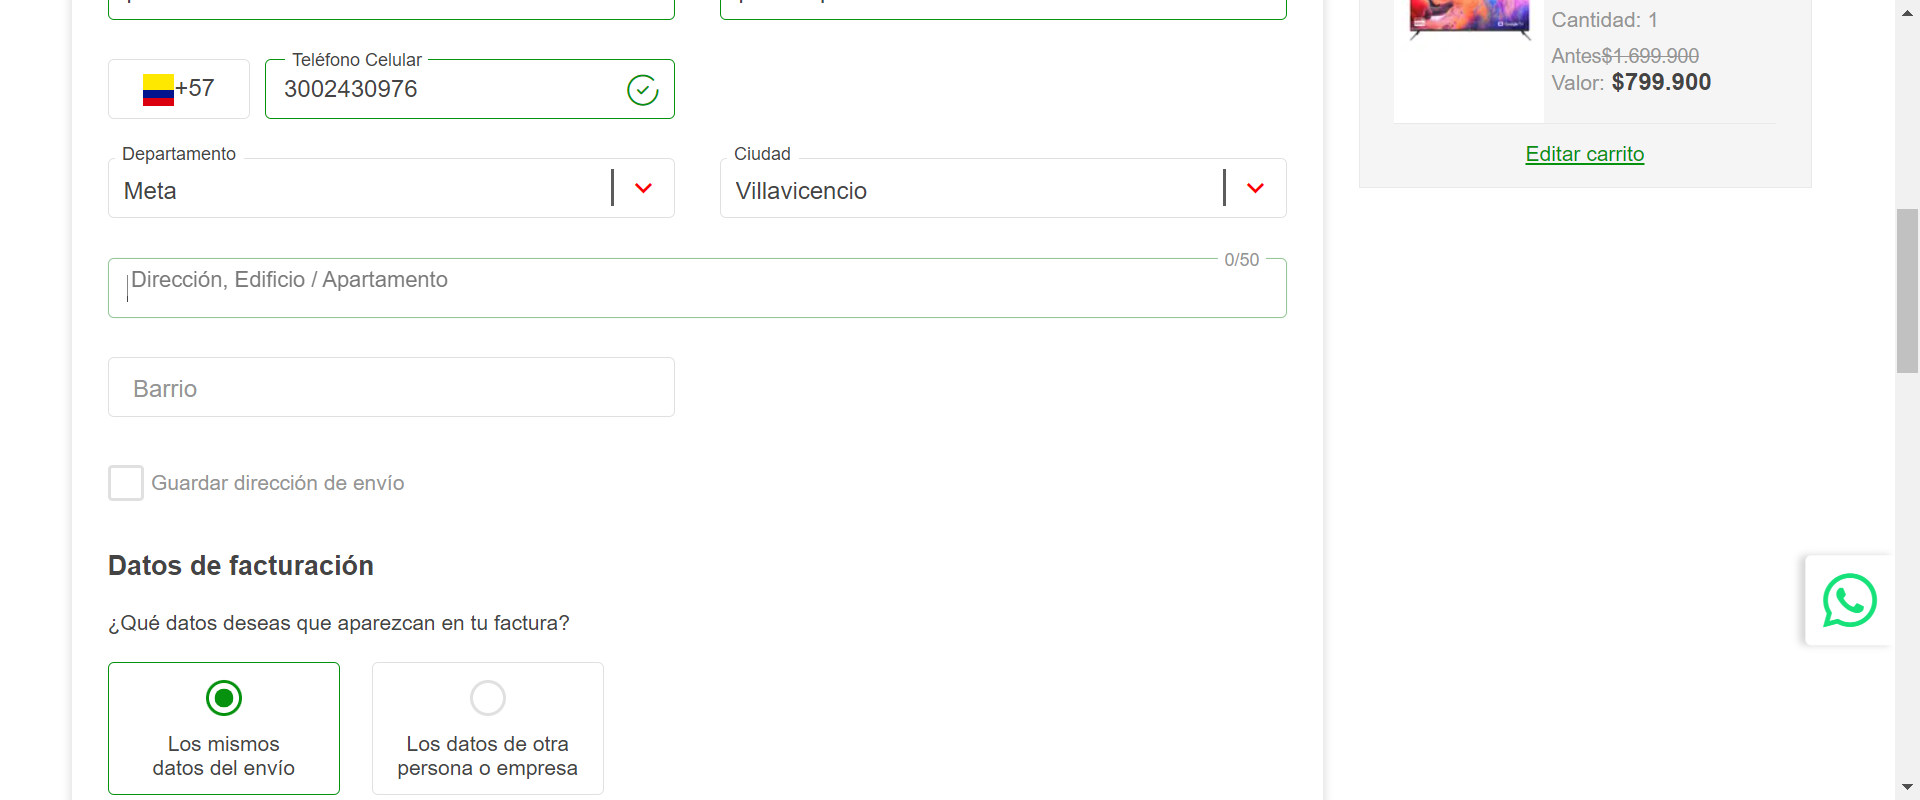 +57
Teléfono Celular
3002430976
Departamento
Meta
Ciudad
Villavicencio
0/50
Dirección, Edificio / Apartamento
Barrio
Guardar dirección de envío
Datos de facturación
¿Qué datos deseas que aparezcan en tu factura?
Los mismos
datos del envío
Los datos de otra
persona o empresa
Cantidad: 1
Antes$1.699.900
Valor: $799.900
Editar carrito